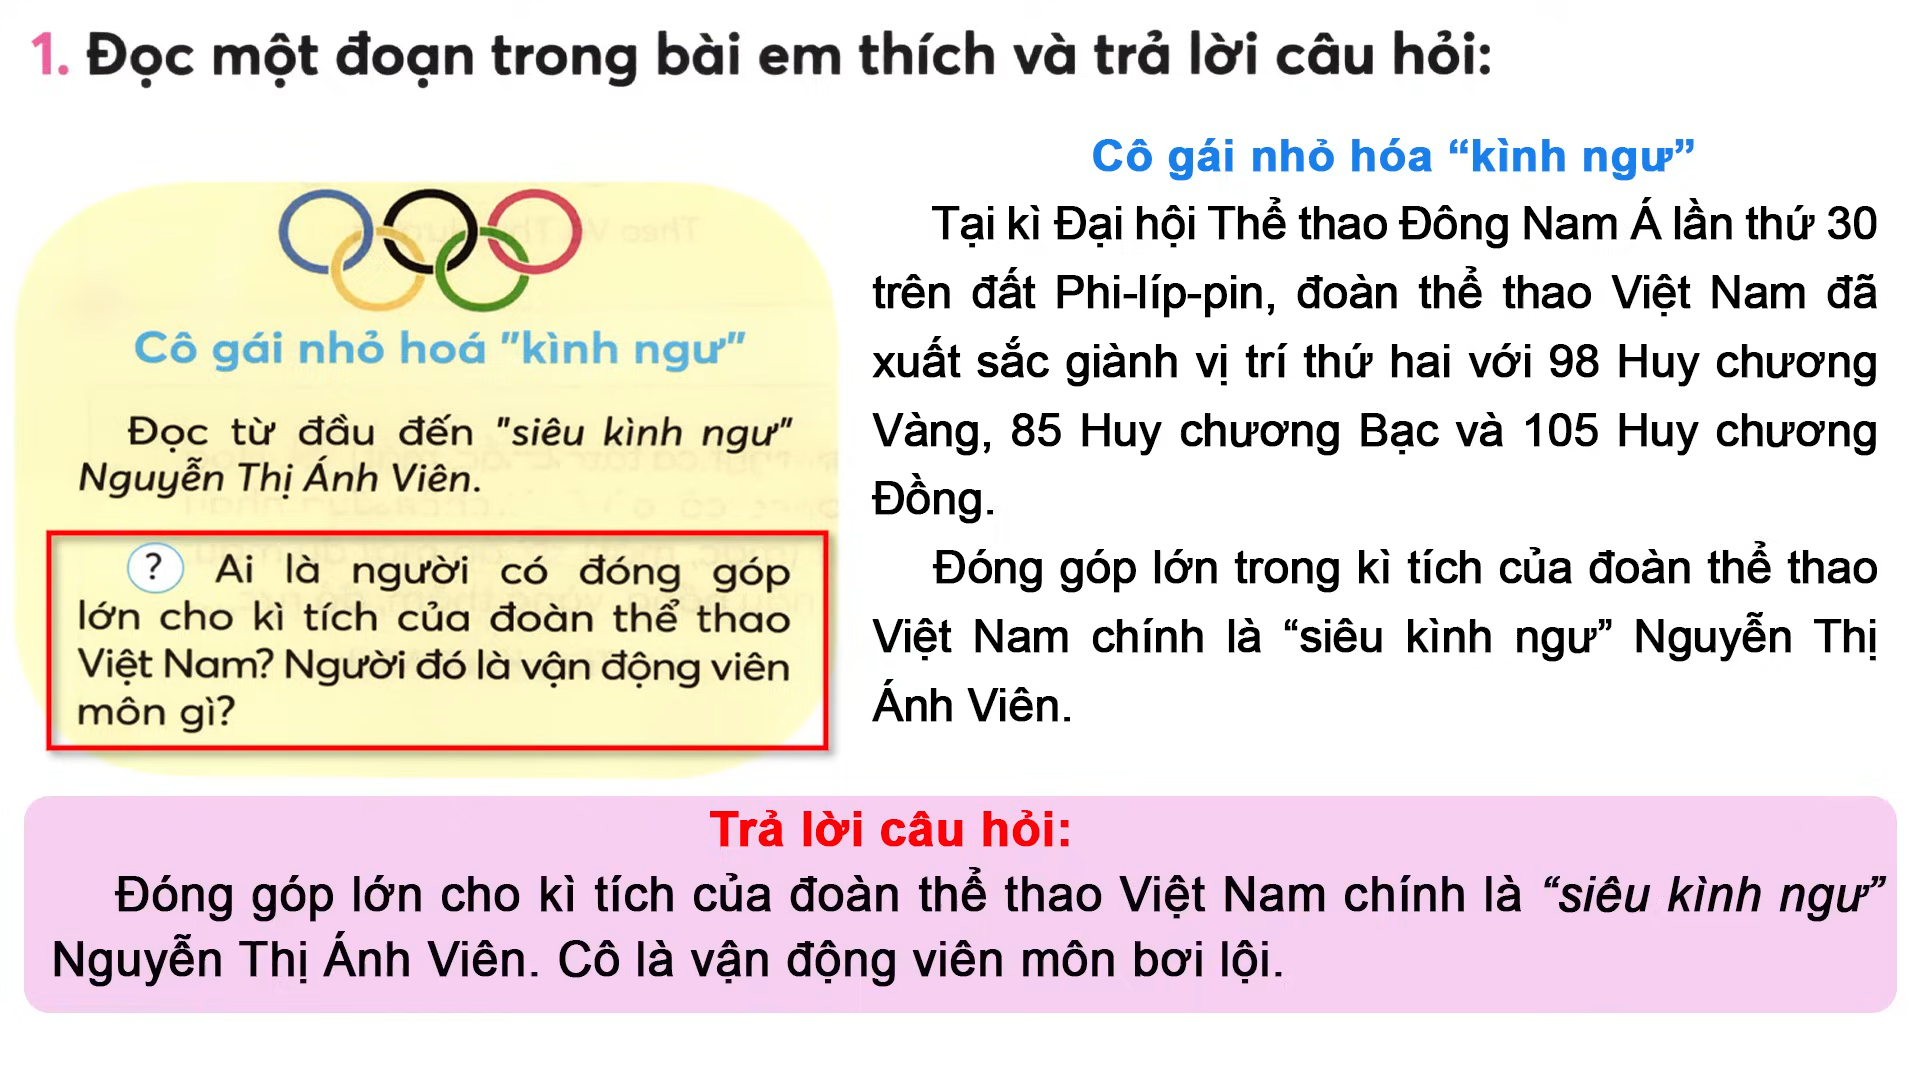 1. Đọc một đoạn trong bài em thích và trả lời câu hỏi:
Cô gái nhỏ hoá "kình ngư"
Đọc từ đầu đến "siêu kình ngư"
Nguyễn Thị Ánh Viên.
? Ai là người có đóng góp
lớn cho kì tích của đoàn thể thao
Việt Nam? Người đó là vận động viên
môn gì?
Cô gái nhỏ hóa “kình ngư”
Tại kì Đại hội Thể thao Đông Nam Á lần thứ 30
trên đất Phi-líp-pin, đoàn thể thao Việt Nam đã
xuất sắc giành vị trí thứ hai với 98 Huy chương
Vàng, 85 Huy chương Bạc và 105 Huy chương
Đồng.
Đóng góp lớn trong kì tích của đoàn thể thao
Việt Nam chính là “siêu kình ngư” Nguyễn Thị
Ánh Viên.
Trả lời câu hỏi:
Đóng góp lớn cho kì tích của đoàn thể thao Việt Nam chính là “siêu kình ngư”
Nguyễn Thị Ánh Viên. Cô là vận động viên môn bơi lội.